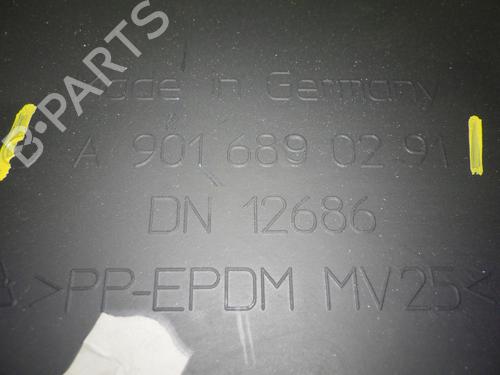 B-PARTS
Made in Germany
A 901 689 02 91
DN 12686
>PP-EPDM MV25<